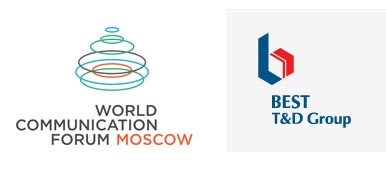 WORLD
COMMUNICATION
FORUM MOSCOW
BEST
T&D Group